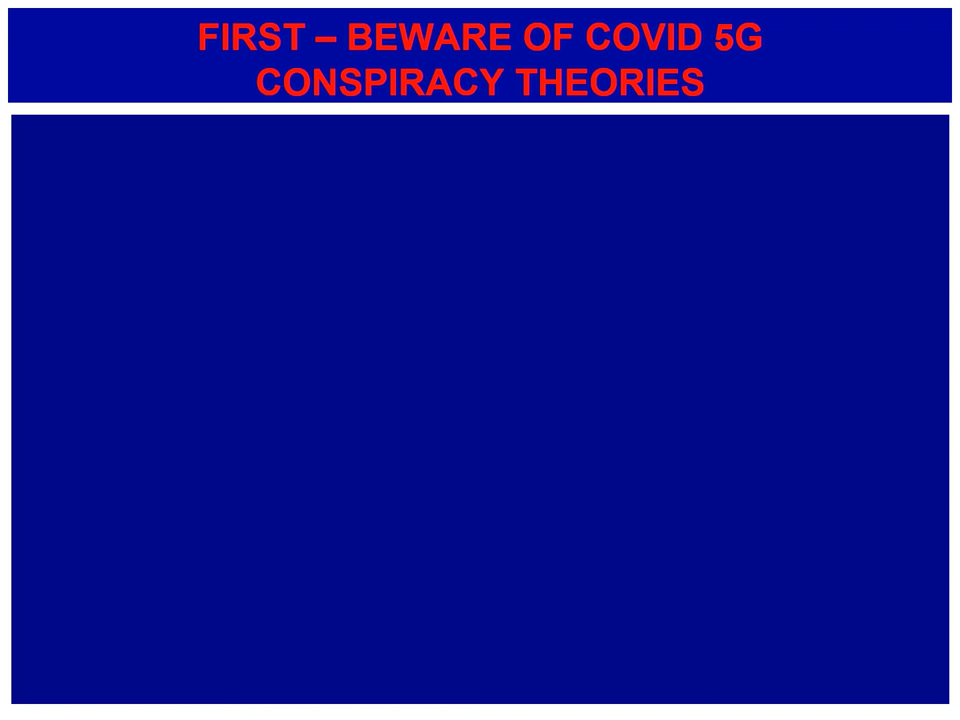 FIRST – BEWARE OF COVID 5G
CONSPIRACY THEORIES